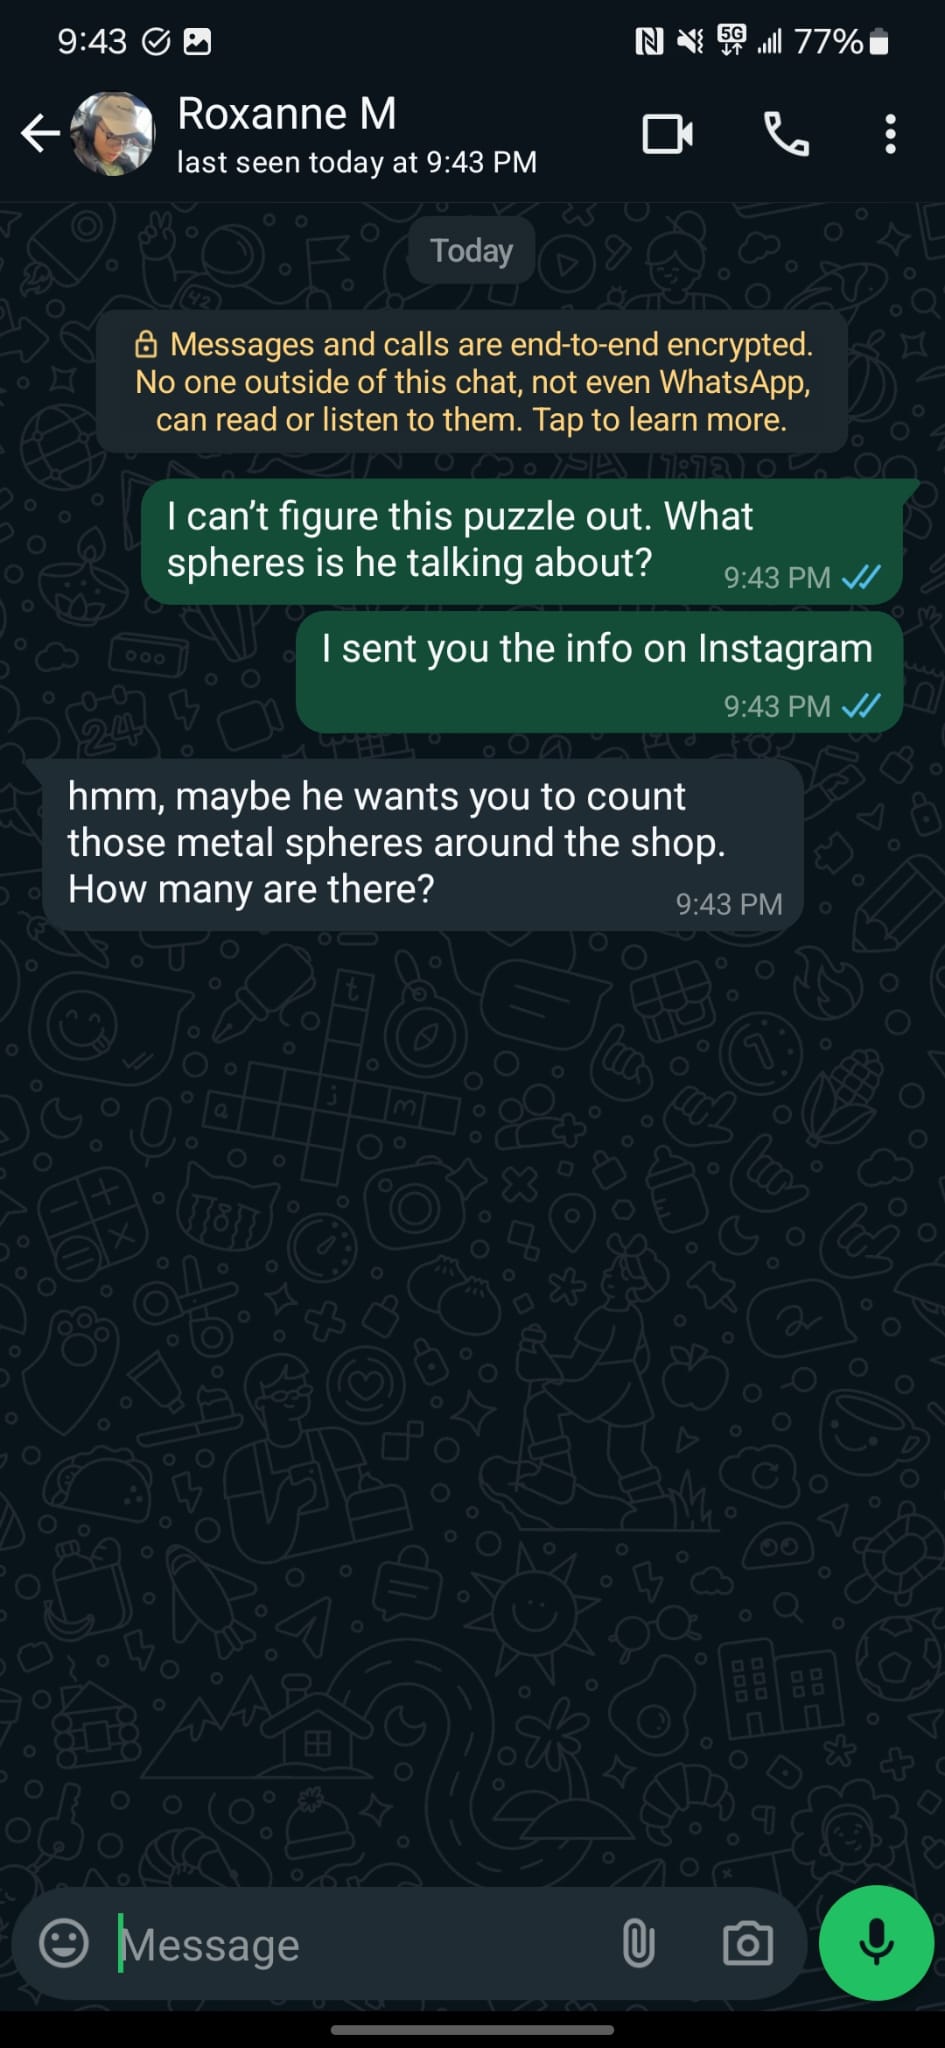 9:43
5G
77%
Roxanne M
last seen today at 9:43 PM
Today
Messages and calls are end-to-end encrypted.
No one outside of this chat, not even WhatsApp,
can read or listen to them. Tap to learn more.
I can’t figure this puzzle out. What
spheres is he talking about?
9:43 PM
I sent you the info on Instagram
9:43 PM
hmm, maybe he wants you to count
those metal spheres around the shop.
How many are there?
9:43 PM
Message